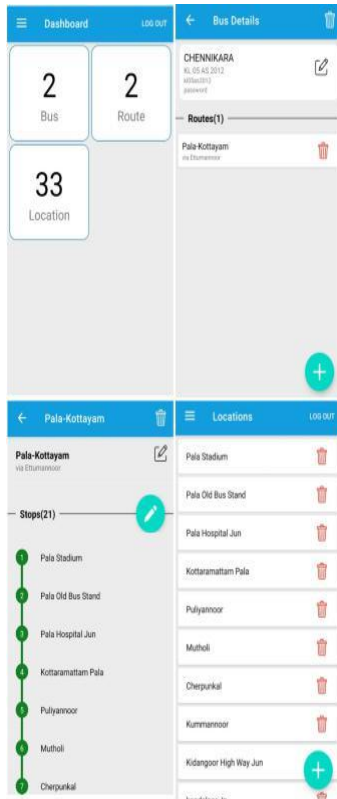 Dashboard
LOG OUT
2
Bus
2
Route
33
Location
Bus Details
CHENNIKARA
KL 05 AS 2012
password
Routes(1)
Pala-Kottayam
via Ettumannoor
Pala-Kottayam
Pala-Kottayam
via Ettumannoor
Stops(21)
1 Pala Stadium
2 Pala Old Bus Stand
3 Pala Hospital Jun
4 Kottaramattam Pala
5 Puliyannoor
6 Mutholi
7 Cherpunkal
Locations
LOG OUT
Pala Stadium
Pala Old Bus Stand
Pala Hospital Jun
Kottaramattam Pala
Puliyannoor
Mutholi
Cherpunkal
Kummannoor
Kidangoor High Way Jun